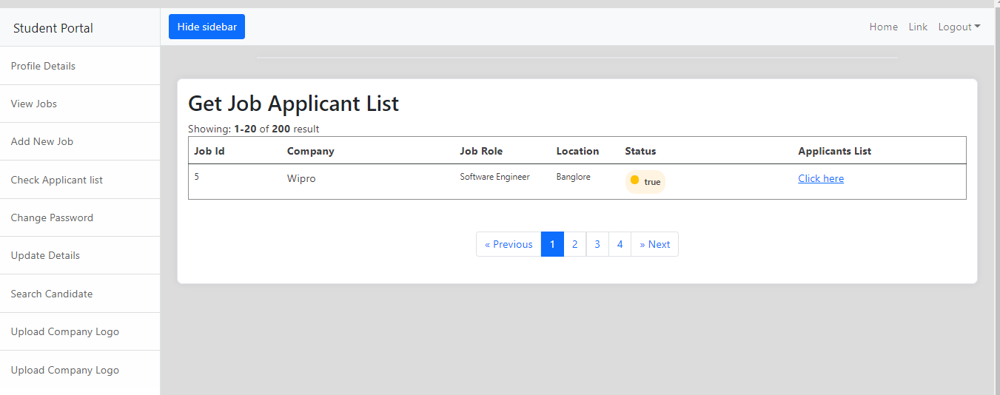 Student Portal
Hide sidebar
Home Link Logout
Profile Details
View Jobs
Add New Job
Check Applicant list
Change Password
Update Details
Search Candidate
Upload Company Logo
Upload Company Logo
Get Job Applicant List
Showing: 1-20 of 200 result
Job Id Company Job Role Location Status Applicants List
5 Wipro Software Engineer Banglore true Click here
« Previous 1 2 3 4 » Next